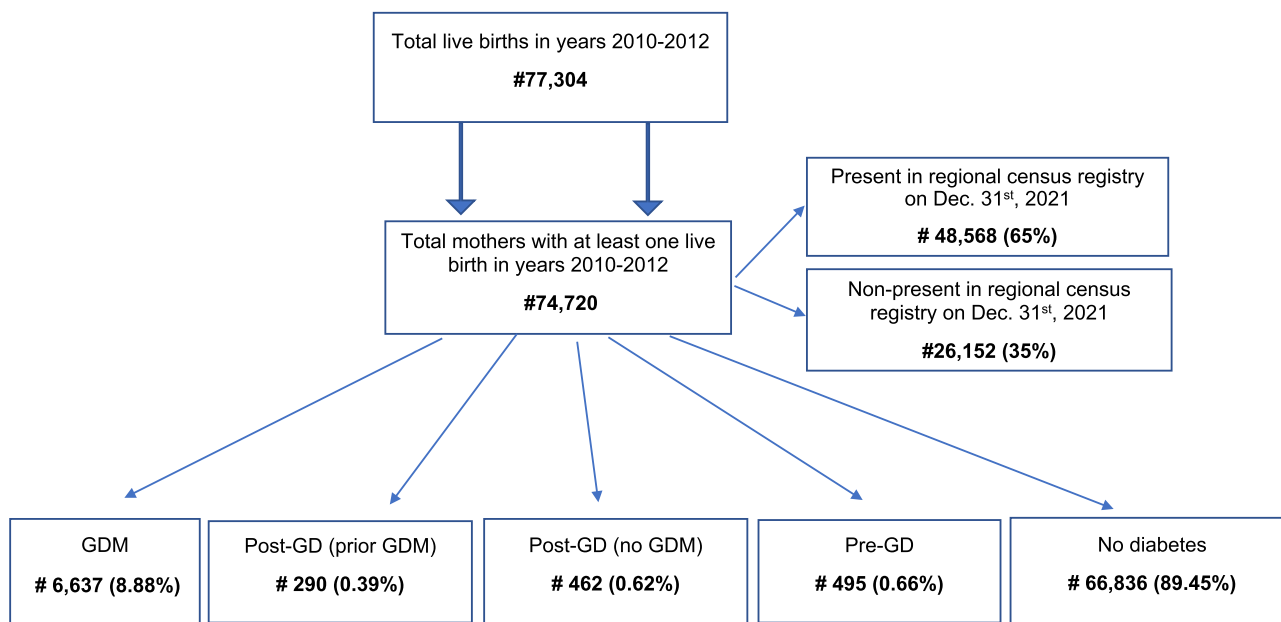 Total live births in years 2010-2012
#77,304
Present in regional census registry
on Dec. 31st, 2021
# 48,568 (65%)
Total mothers with at least one live
birth in years 2010-2012
#74,720
Non-present in regional census
registry on Dec. 31st, 2021
#26,152 (35%)
GDM
# 6,637 (8.88%)
Post-GD (prior GDM)
# 290 (0.39%)
Post-GD (no GDM)
# 462 (0.62%)
Pre-GD
# 495 (0.66%)
No diabetes
# 66,836 (89.45%)